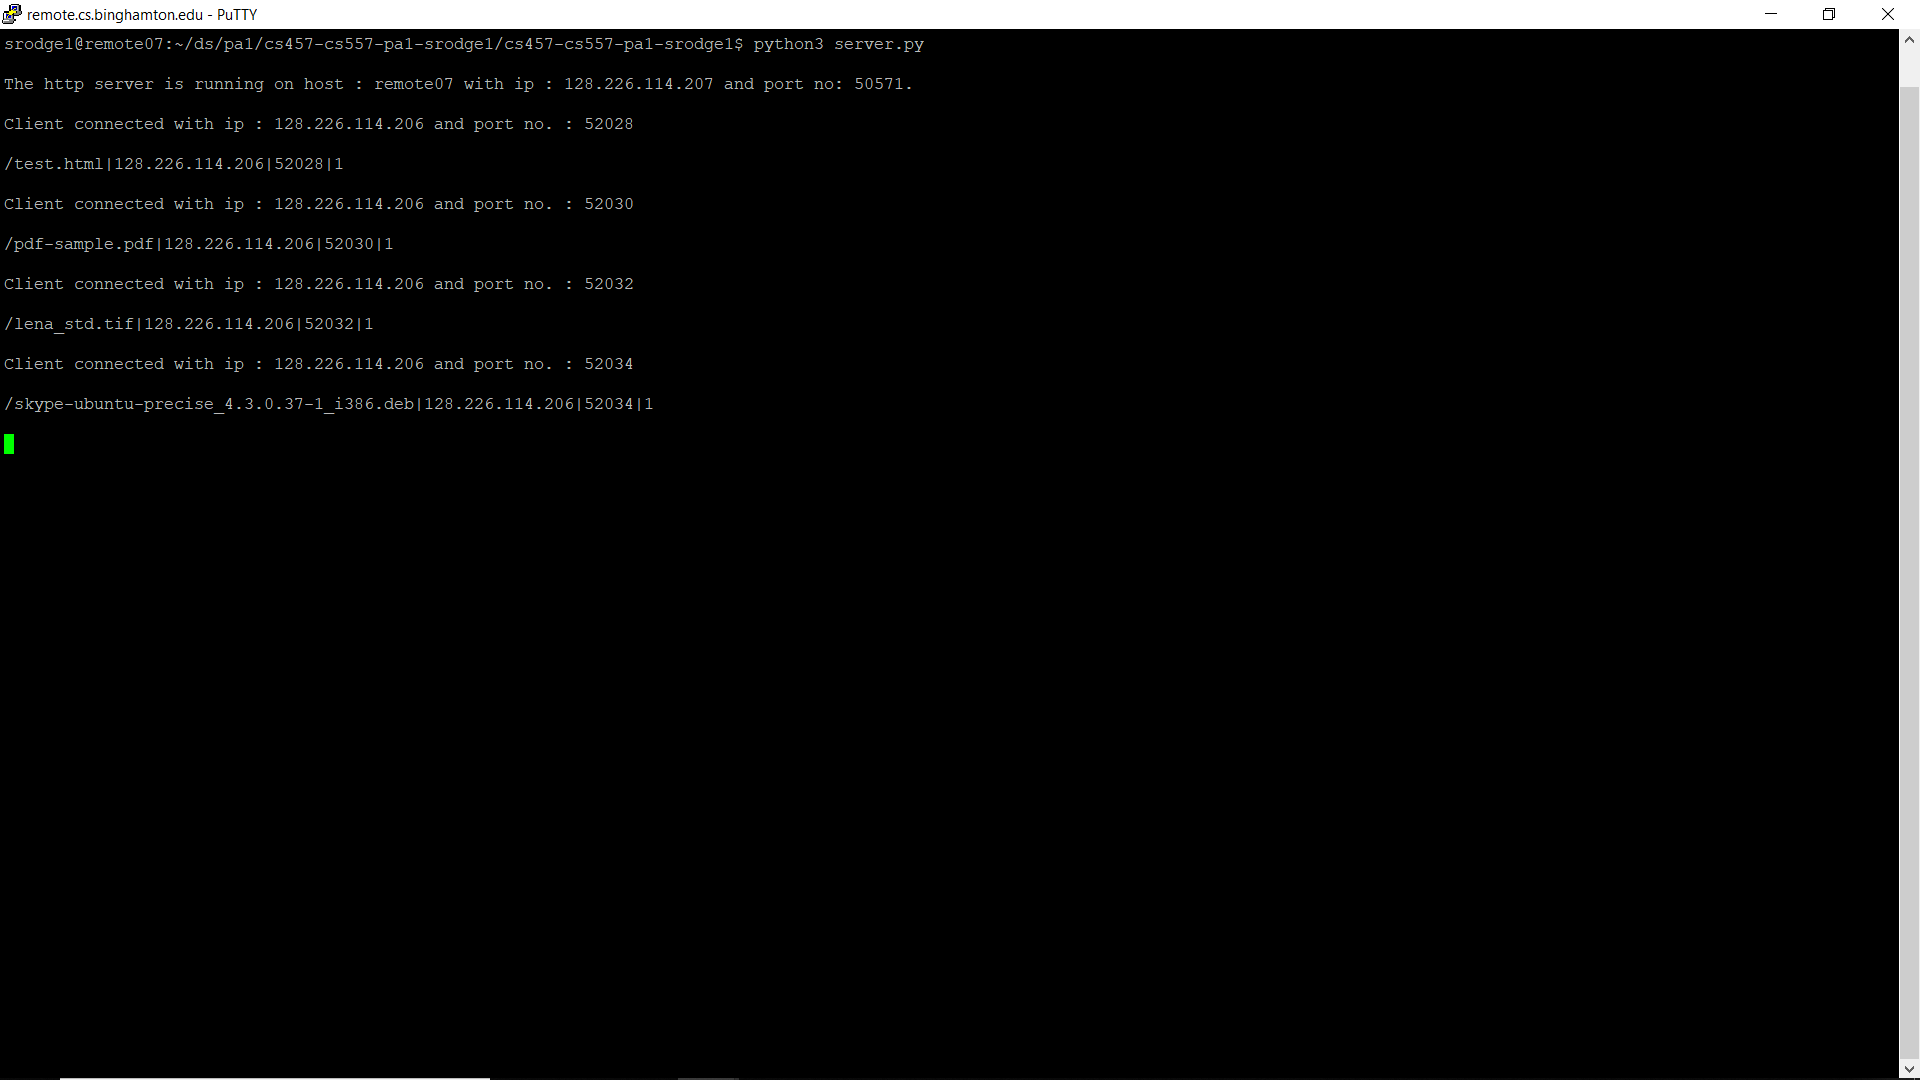 remote.cs.binghamton.edu - PuTTY
srodge1@remote07:~/ds/pa1/cs457-cs557-pa1-srodge1/cs457-cs557-pa1-srodge1$ python3 server.py
The http server is running on host : remote07 with ip : 128.226.114.207 and port no: 50571.
Client connected with ip : 128.226.114.206 and port no. : 52028
/test.html|128.226.114.206|52028|1
Client connected with ip : 128.226.114.206 and port no. : 52030
/pdf-sample.pdf|128.226.114.206|52030|1
Client connected with ip : 128.226.114.206 and port no. : 52032
/lena_std.tif|128.226.114.206|52032|1
Client connected with ip : 128.226.114.206 and port no. : 52034
/skype-ubuntu-precise_4.3.0.37-1_i386.deb|128.226.114.206|52034|1